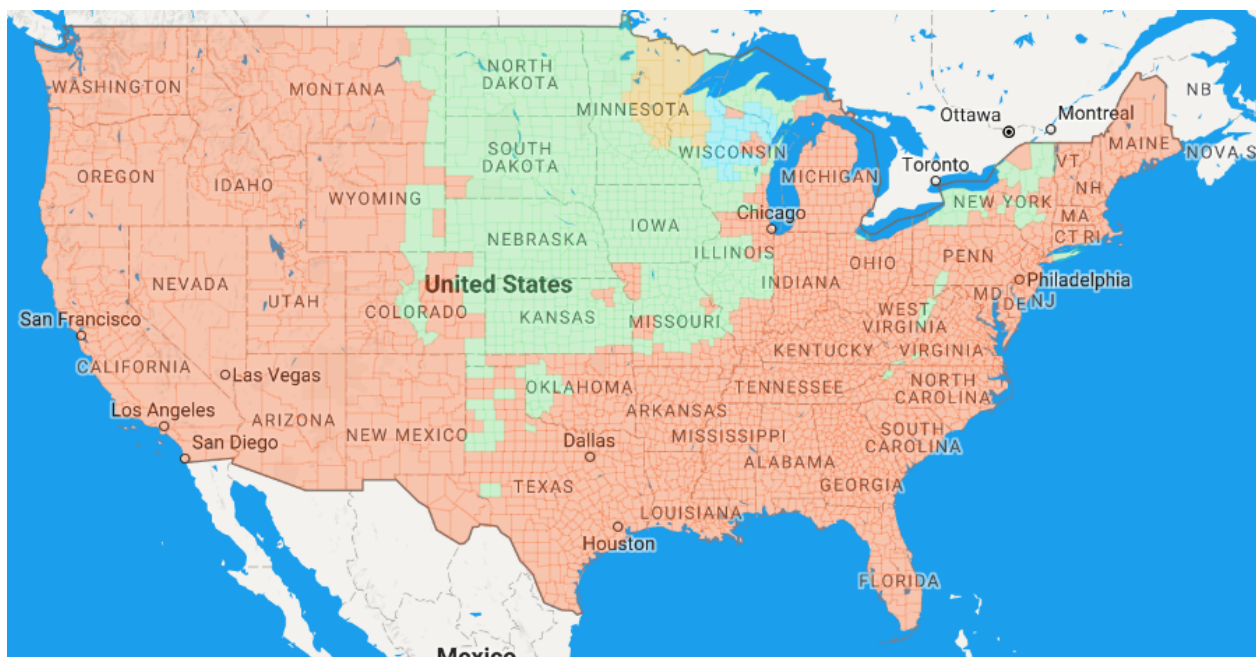 NORTH
DAKOTA
WASHINGTON
MONTANA
MINNESOTA
Ottawa
Montreal
NB
SOUTH
DAKOTA
WISCONSIN
MICHIGAN
Toronto
VT
MAINE
NOVA S
OREGON
IDAHO
WYOMING
NH
NEW YORK
MA
CT RI
Chicago
IOWA
NEBRASKA
ILLINOIS
INDIANA
OHIO
PENN
Philadelphia
NEVADA
UTAH
United States
COLORADO
KANSAS
MISSOURI
WEST
VIRGINIA
MD
DE
NJ
San Francisco
CALIFORNIA
KENTUCKY
VIRGINIA
Las Vegas
OKLAHOMA
TENNESSEE
NORTH
CAROLINA
Los Angeles
ARIZONA
NEW MEXICO
ARKANSAS
San Diego
Dallas
MISSISSIPPI
SOUTH
CAROLINA
ALABAMA
TEXAS
GEORGIA
LOUISIANA
Houston
FLORIDA
Mexico